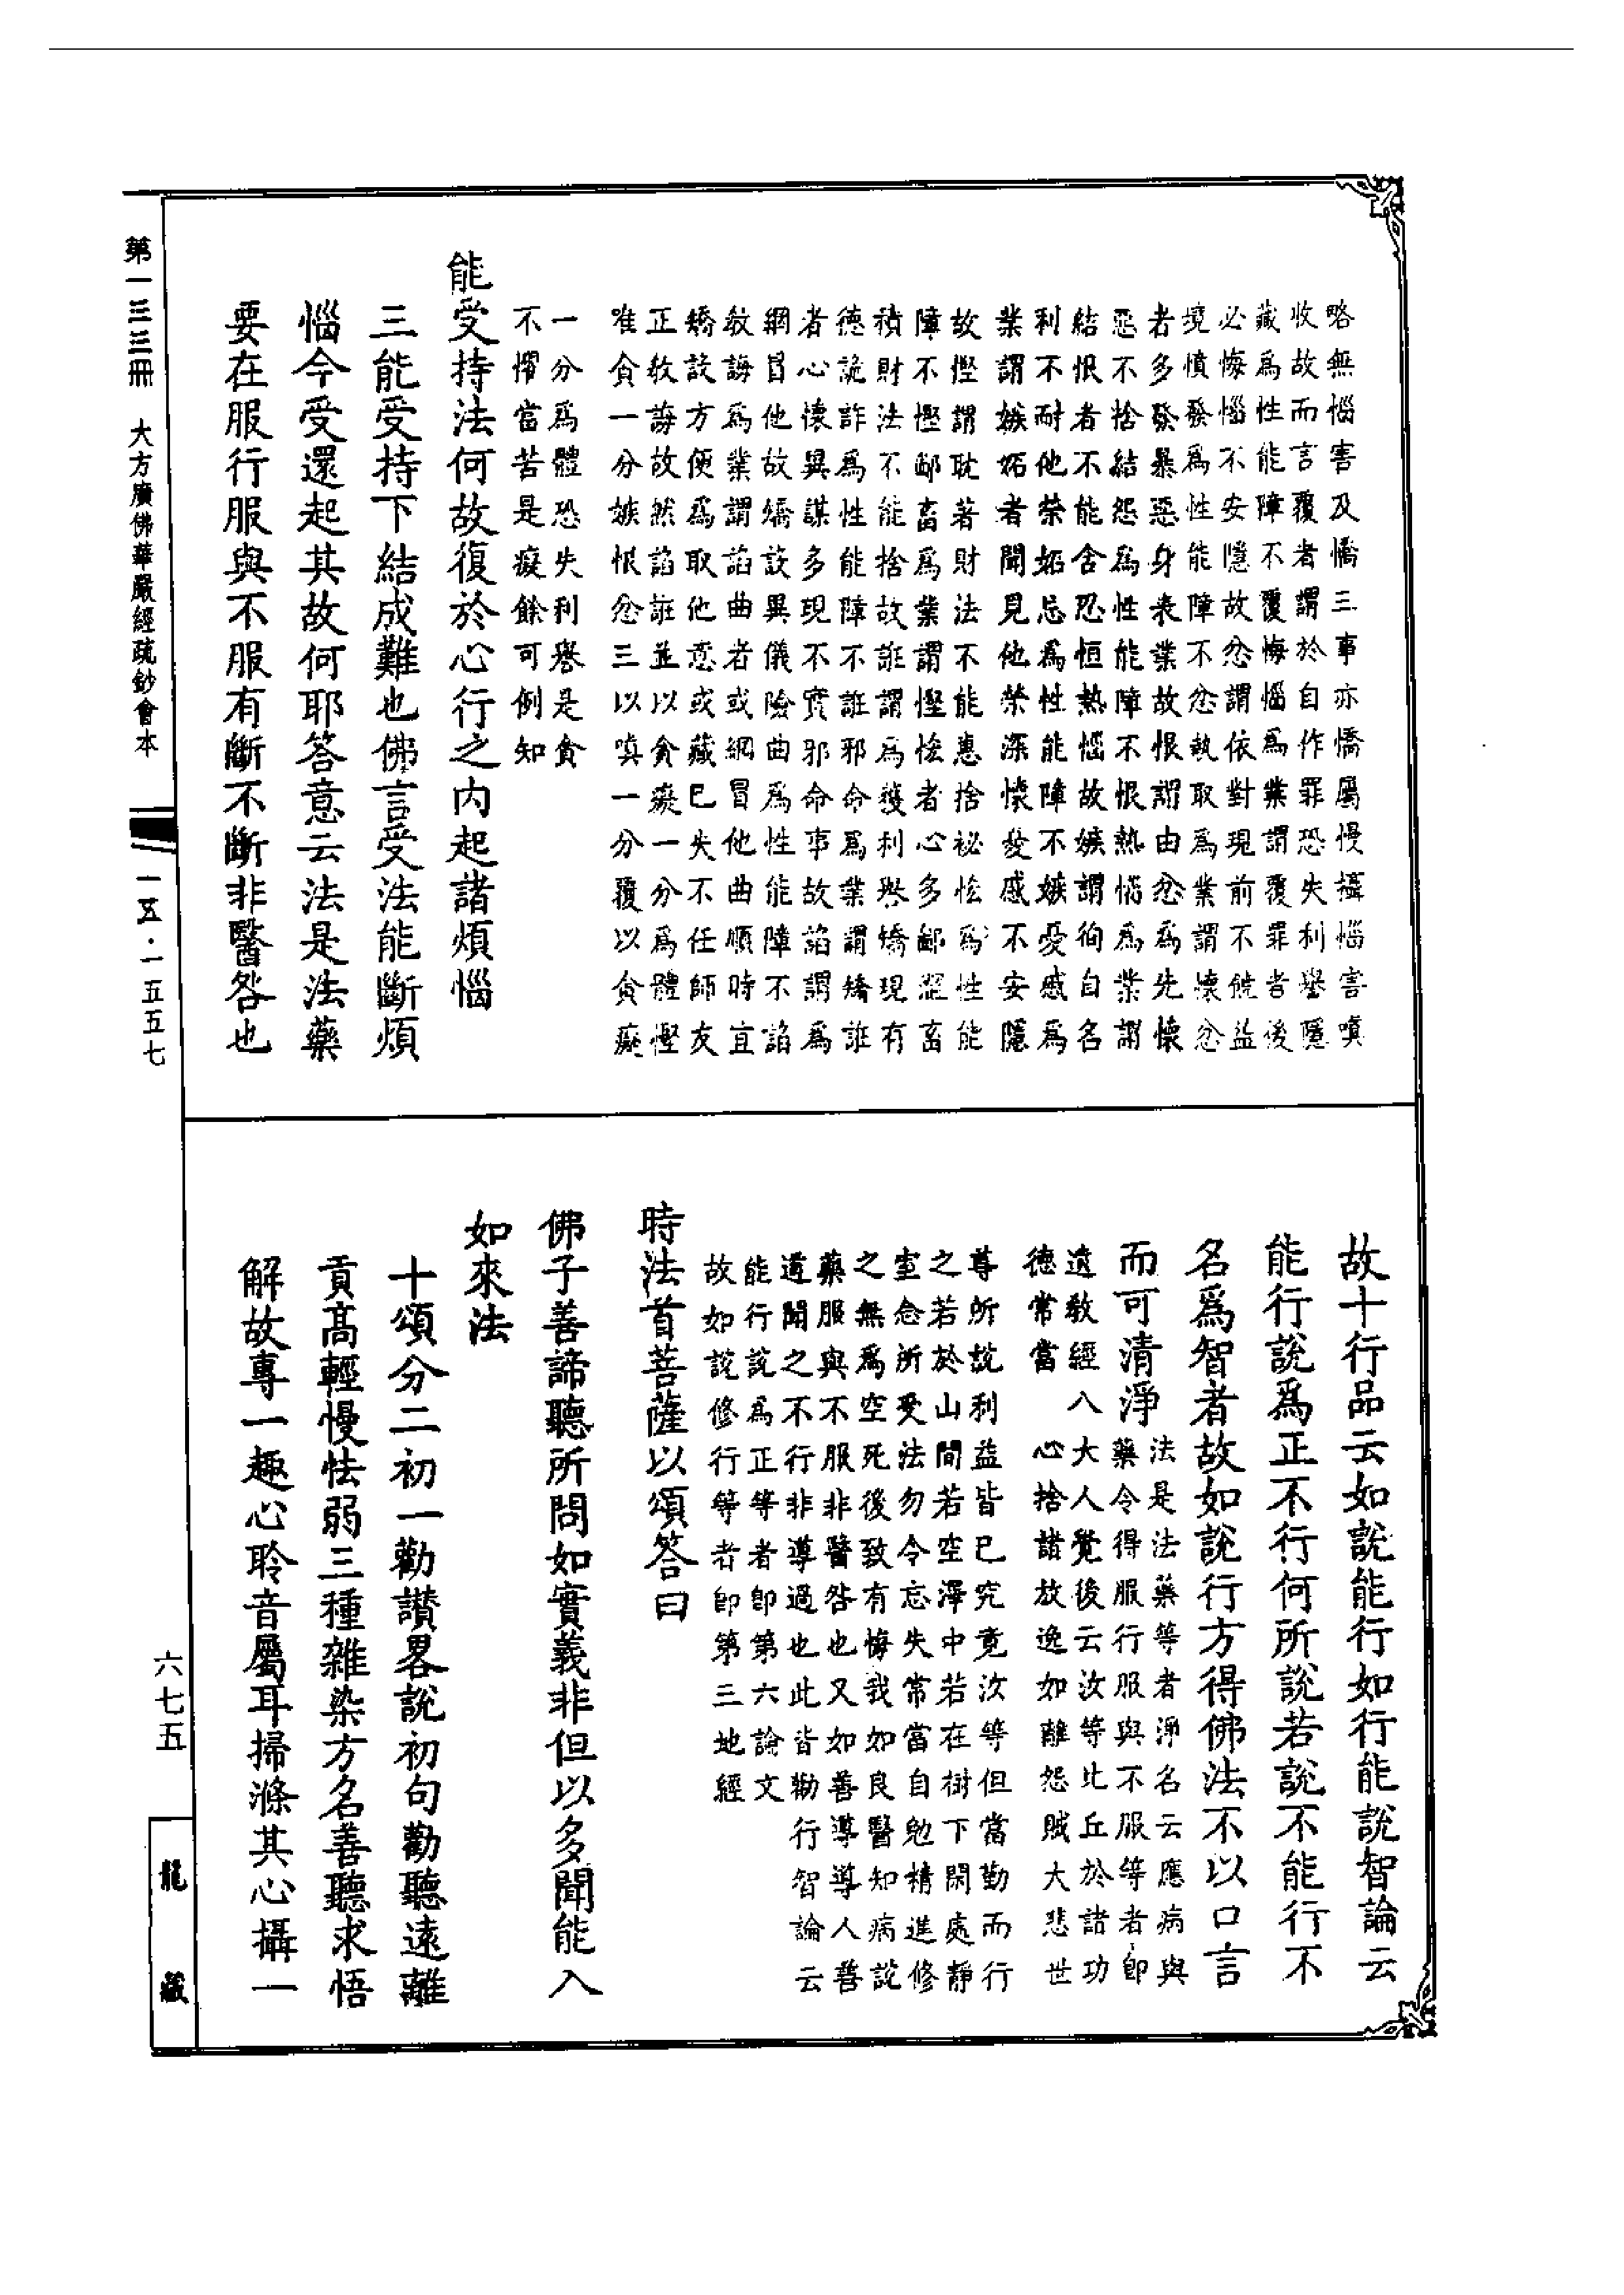 略無惱害及憍三事亦憍屬慢攝惱害嗔
收故而言覆者謂於自作罪恐失利譽隱
藏爲性能障不覆悔惱爲業謂覆罪者後
必悔惱不安隱故忿謂依對現前不饒益
境憤發爲性能障不忿執取爲業謂懷忿
者多發暴惡身表業故恨謂由忿爲先懷
惡不捨結怨爲性能障不恨熱惱爲業謂
結恨者不能含忍恒熱惱故嫉謂徇自名
利不耐他榮妬忌爲性能障不嫉憂慼爲
業謂嫉妬者聞見他榮深懷憂慼不安隱
故慳謂耽著財法不能惠捨祕悋爲性能
障不慳鄙畜爲業謂慳悋者心多鄙澀畜
積財法不能捨故誑謂爲獲利譽矯現有
德詭詐爲性能障不誑邪命爲業謂矯誑
者心懷異謀多現不實邪命事故諂謂爲
網冒他故矯設異儀險曲爲性能障不諂
敎誨爲業謂諂曲者或網冒他曲順時宜
矯設方便爲取他意或藏已失不任師友
正敎誨故然諂誑並以貪癡一分爲體慳
唯貪一分嫉恨忿三以嗔一分覆以貪癡
一分爲體恐失利譽是貪
不懼當苦是癡餘可例知
能受持法何故復於心行之内起諸煩惱
三能受持下結成難也佛言受法能斷煩
惱今受還起其故何耶答意云法是法藥
要在服行服與不服有斷不斷非醫咎也
故十行品云如說能行如行能說智論云
能行說爲正不行何所說若說不能行不
名爲智者故如說行方得佛法不以口言
而可清淨
法是法藥等者淨名云應病與
藥令得服行服與不服等者即
遺敎經八大人覺後云汝等比丘於諸功
德常當心捨諸放逸如離怨賊大悲世
尊所說利益皆已究竟汝等但當勤而行
之若於山間若空澤中若在樹下閑處靜
室念所受法勿令忘失常當自勉精進修
之無爲空死後致有悔我如良醫知病說
藥服與不服非醫咎也又如善導導人善
道聞之不行非導過也此皆勸行智論云
能行說爲正等者即第六論文
故如說修行等者即第三地經
時法首菩薩以頌答曰
佛子善諦聽所問如實義非但以多聞能入
如來法
十頌分二初一勸讚畧說初句勸聽遠離
貢高輕慢怯弱三種雜染方名善聽求悟
解故專一趣心聆音屬耳掃滌其心攝一
第一三三冊 大方廣佛華嚴經疏鈔會本
一五·一五五七
六七五
龍藏